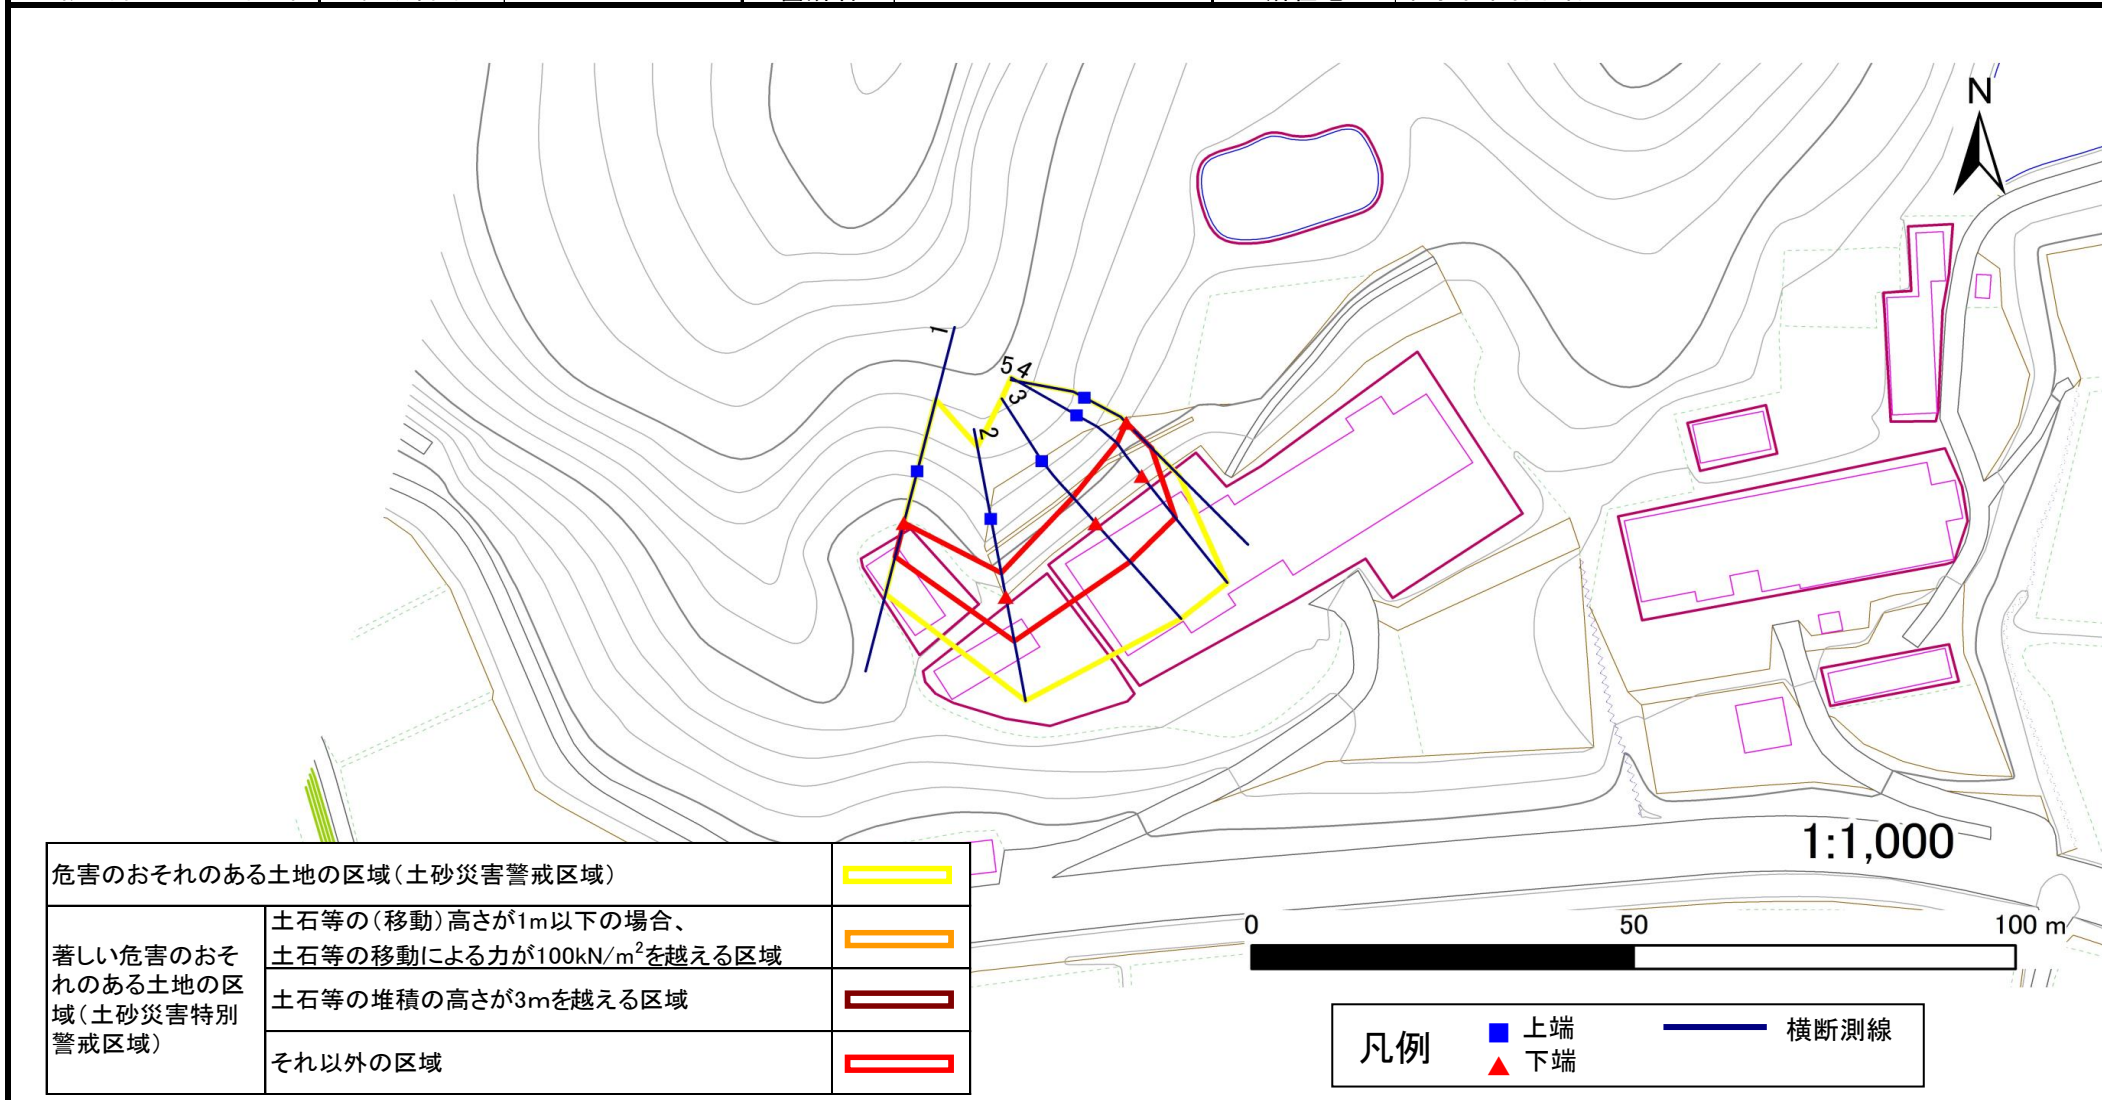 N
1
5 4
3
2
1:1,000
0 50 100 m
危害のおそれのある土地の区域(土砂災害警戒区域)
著しい危害のおそれのある土地の区域(土砂災害特別警戒区域)
土石等の(移動)高さが1m以下の場合、
土石等の移動による力が100kN/m²を越える区域
土石等の堆積の高さが3mを越える区域
それ以外の区域
凡例
上端
下端
横断測線